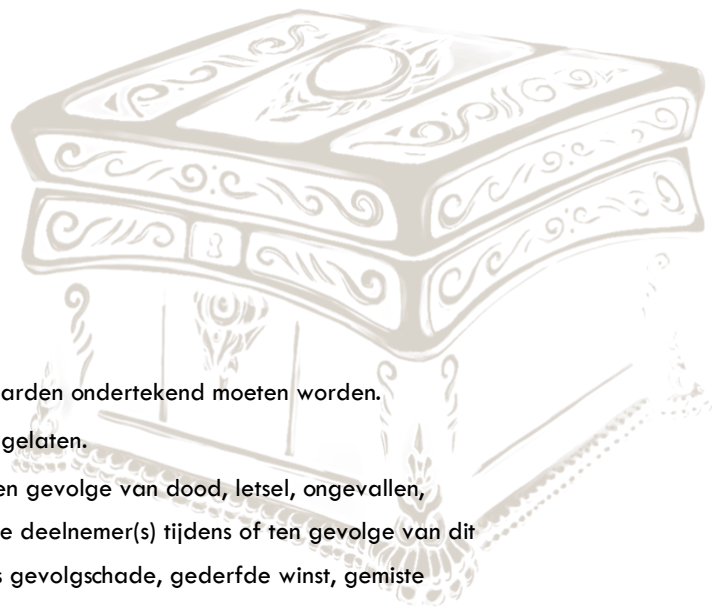 arden ondertekend moeten worden.
gelaten.
en gevolge van dood, letsel, ongevallen,
e deelnemer(s) tijdens of ten gevolge van dit
s gevolgschade, gederfde winst, gemiste